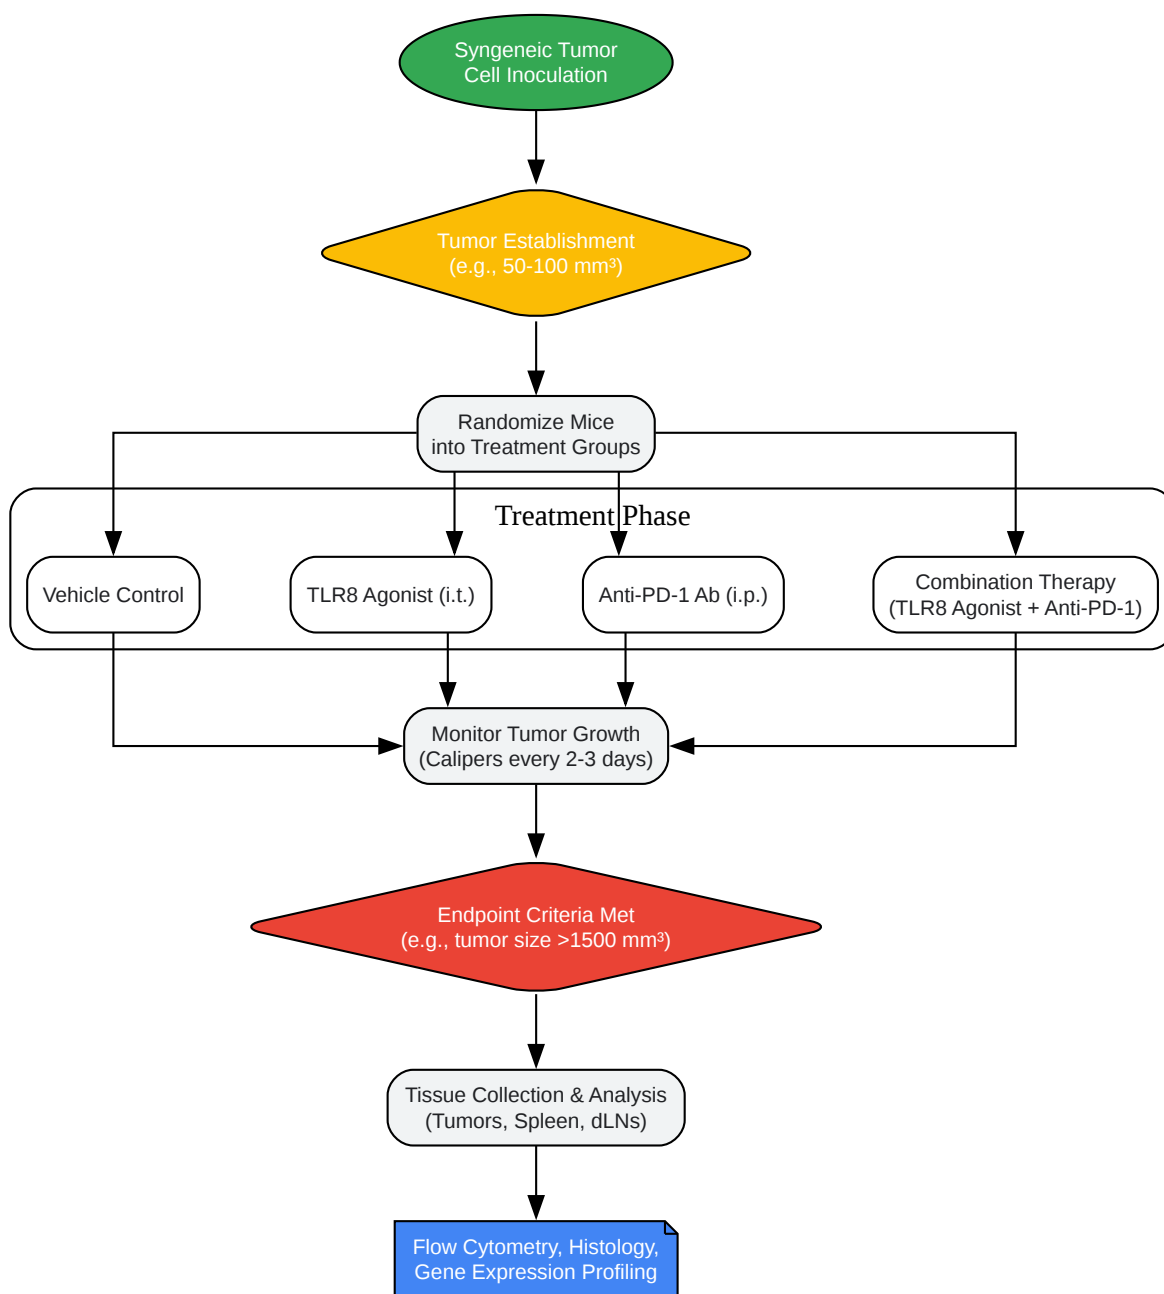 Syngeneic Tumor
Cell Inoculation
Tumor Establishment
(e.g., 50-100 mm³)
Randomize Mice
into Treatment Groups
Treatment Phase
Vehicle Control
TLR8 Agonist (i.t.)
Anti-PD-1 Ab (i.p.)
Combination Therapy
(TLR8 Agonist + Anti-PD-1)
Monitor Tumor Growth
(Calipers every 2-3 days)
Endpoint Criteria Met
(e.g., tumor size >1500 mm³)
Tissue Collection & Analysis
(Tumors, Spleen, dLNs)
Flow Cytometry, Histology,
Gene Expression Profiling